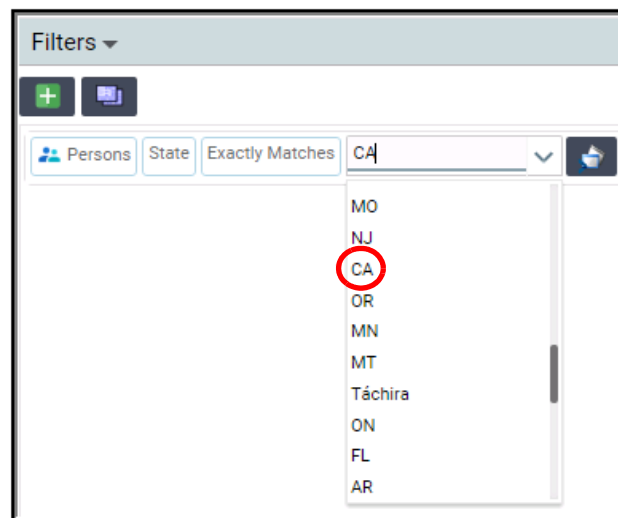 Filters
Persons State Exactly Matches CA
MO
NJ
CA
OR
MN
MT
Táchira
ON
FL
AR